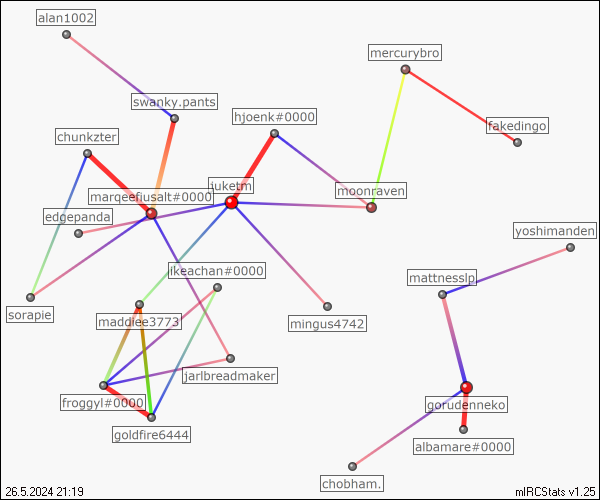 alan1002
mercurybro
swanky.pants
hjoenk#0000
fakedingo
chunkzter
juketm
moonraven
marqeefiusalt#0000
edgepanda
yoshimanden
ikeachan#0000
mattnesslp
sorapie
maddiee3773
mingus4742
jarlbreadmaker
froggyl#0000
gorudenneko
goldfire6444
albamare#0000
chobham.
26.5.2024 21:19
mIRCStats v1.25